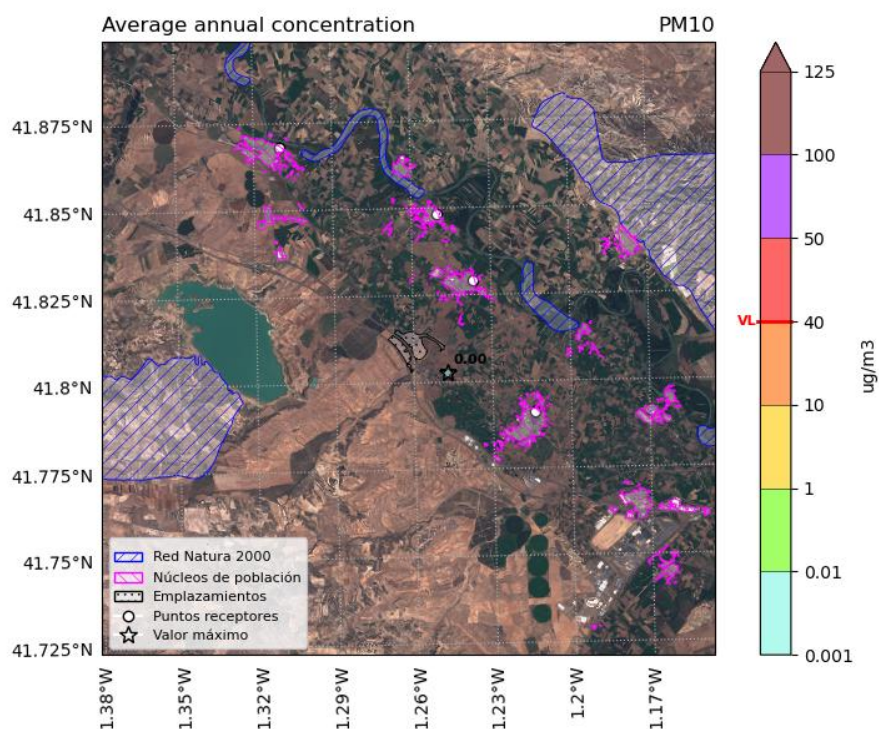 Average annual concentration PM10
41.875°N
41.85°N
41.825°N
41.8°N
41.775°N
41.75°N
41.725°N
0.00
Red Natura 2000
Núcleos de población
Emplazamientos
Puntos receptores
Valor máximo
1.38°W 1.35°W 1.32°W 1.29°W 1.26°W 1.23°W 1.2°W 1.17°W
125
100
50
VL 40
10
1
0.01
0.001
ug/m3